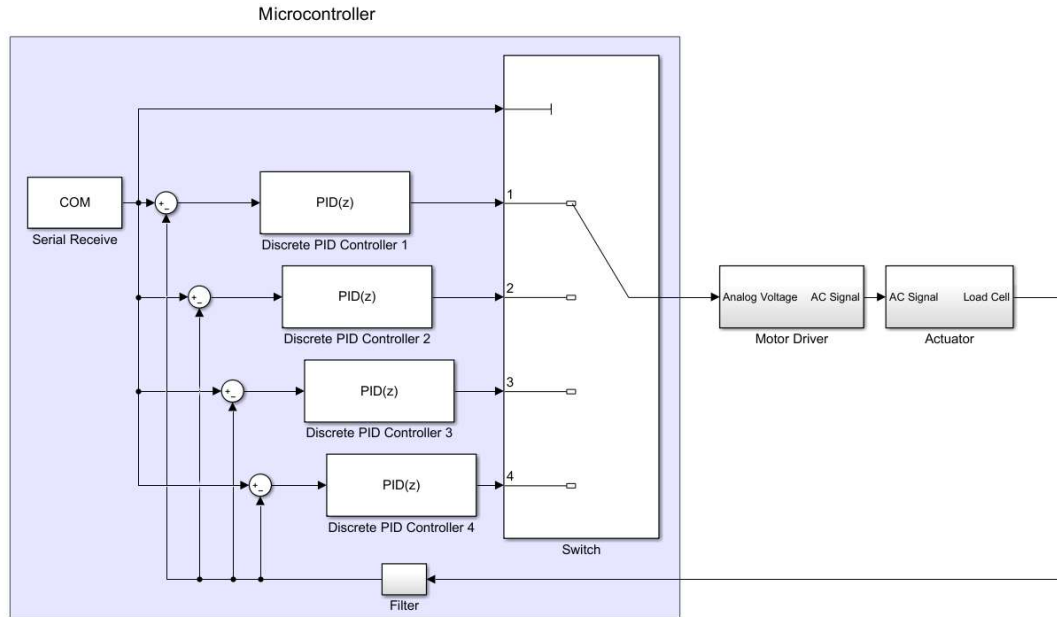 Microcontroller
COM
Serial Receive
+
-
PID(z)
Discrete PID Controller 1
1
+
-
PID(z)
Discrete PID Controller 2
2
+
-
PID(z)
Discrete PID Controller 3
3
+
-
PID(z)
Discrete PID Controller 4
4
Switch
Analog Voltage AC Signal
Motor Driver
AC Signal Load Cell
Actuator
Filter